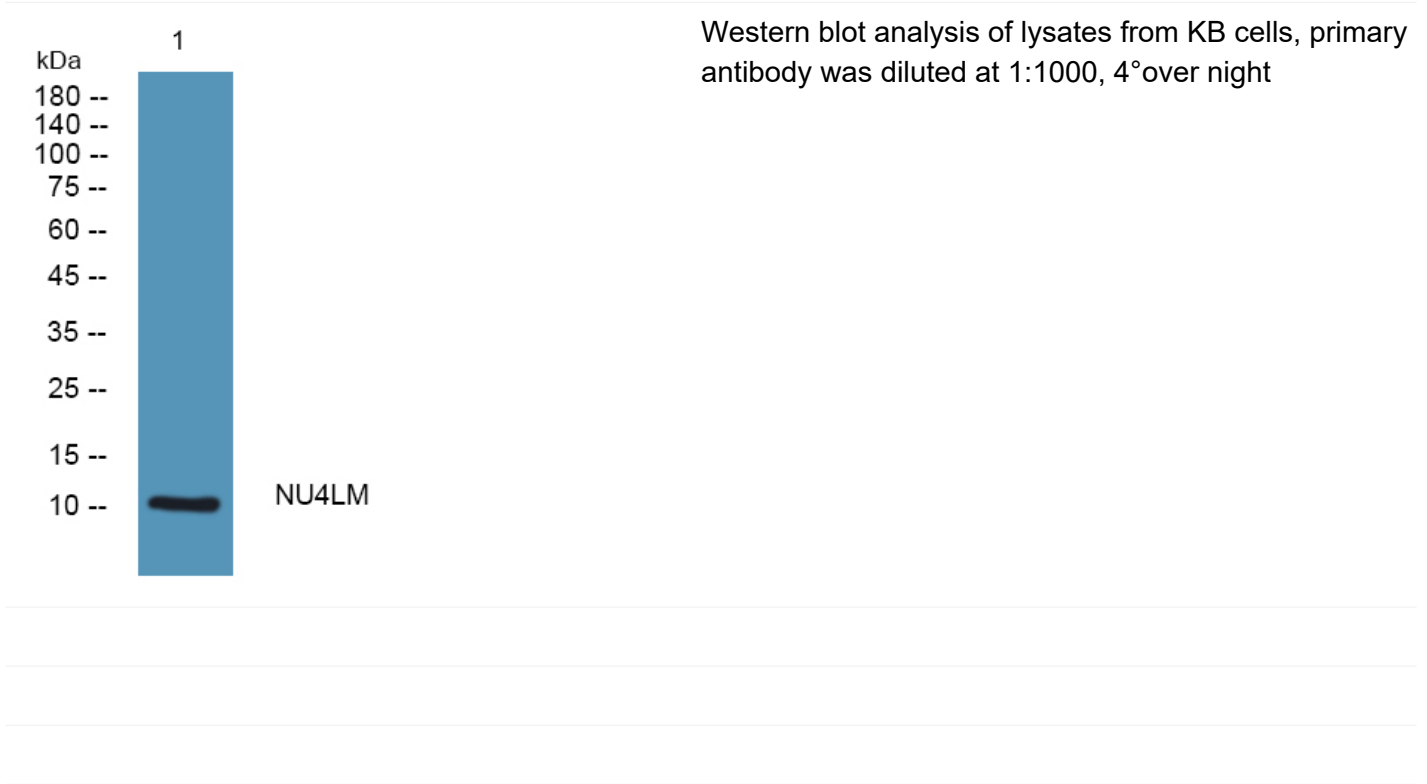 1
kDa
180 --
140 --
100 --
75 --
60 --
45 --
35 --
25 --
15 --
10 --
NU4LM
Western blot analysis of lysates from KB cells, primary
antibody was diluted at 1:1000, 4°over night